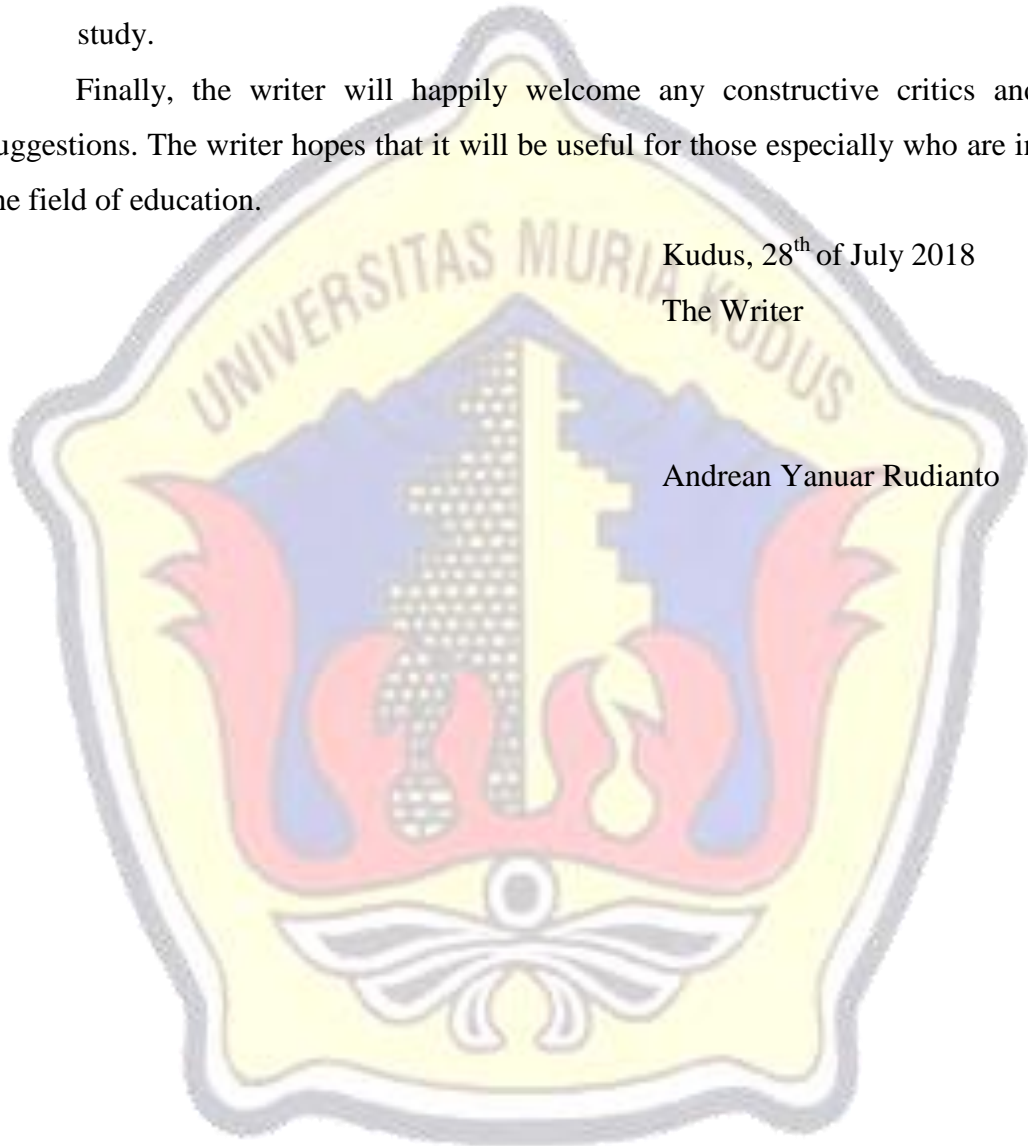 study.
Finally, the writer will happily welcome any constructive critics and
uggestions. The writer hopes that it will be useful for those especially who are in
he field of education.
Kudus, 28th of July 2018
The Writer
UNIVERSITAS MURIA KUDUS
Andrean Yanuar Rudianto